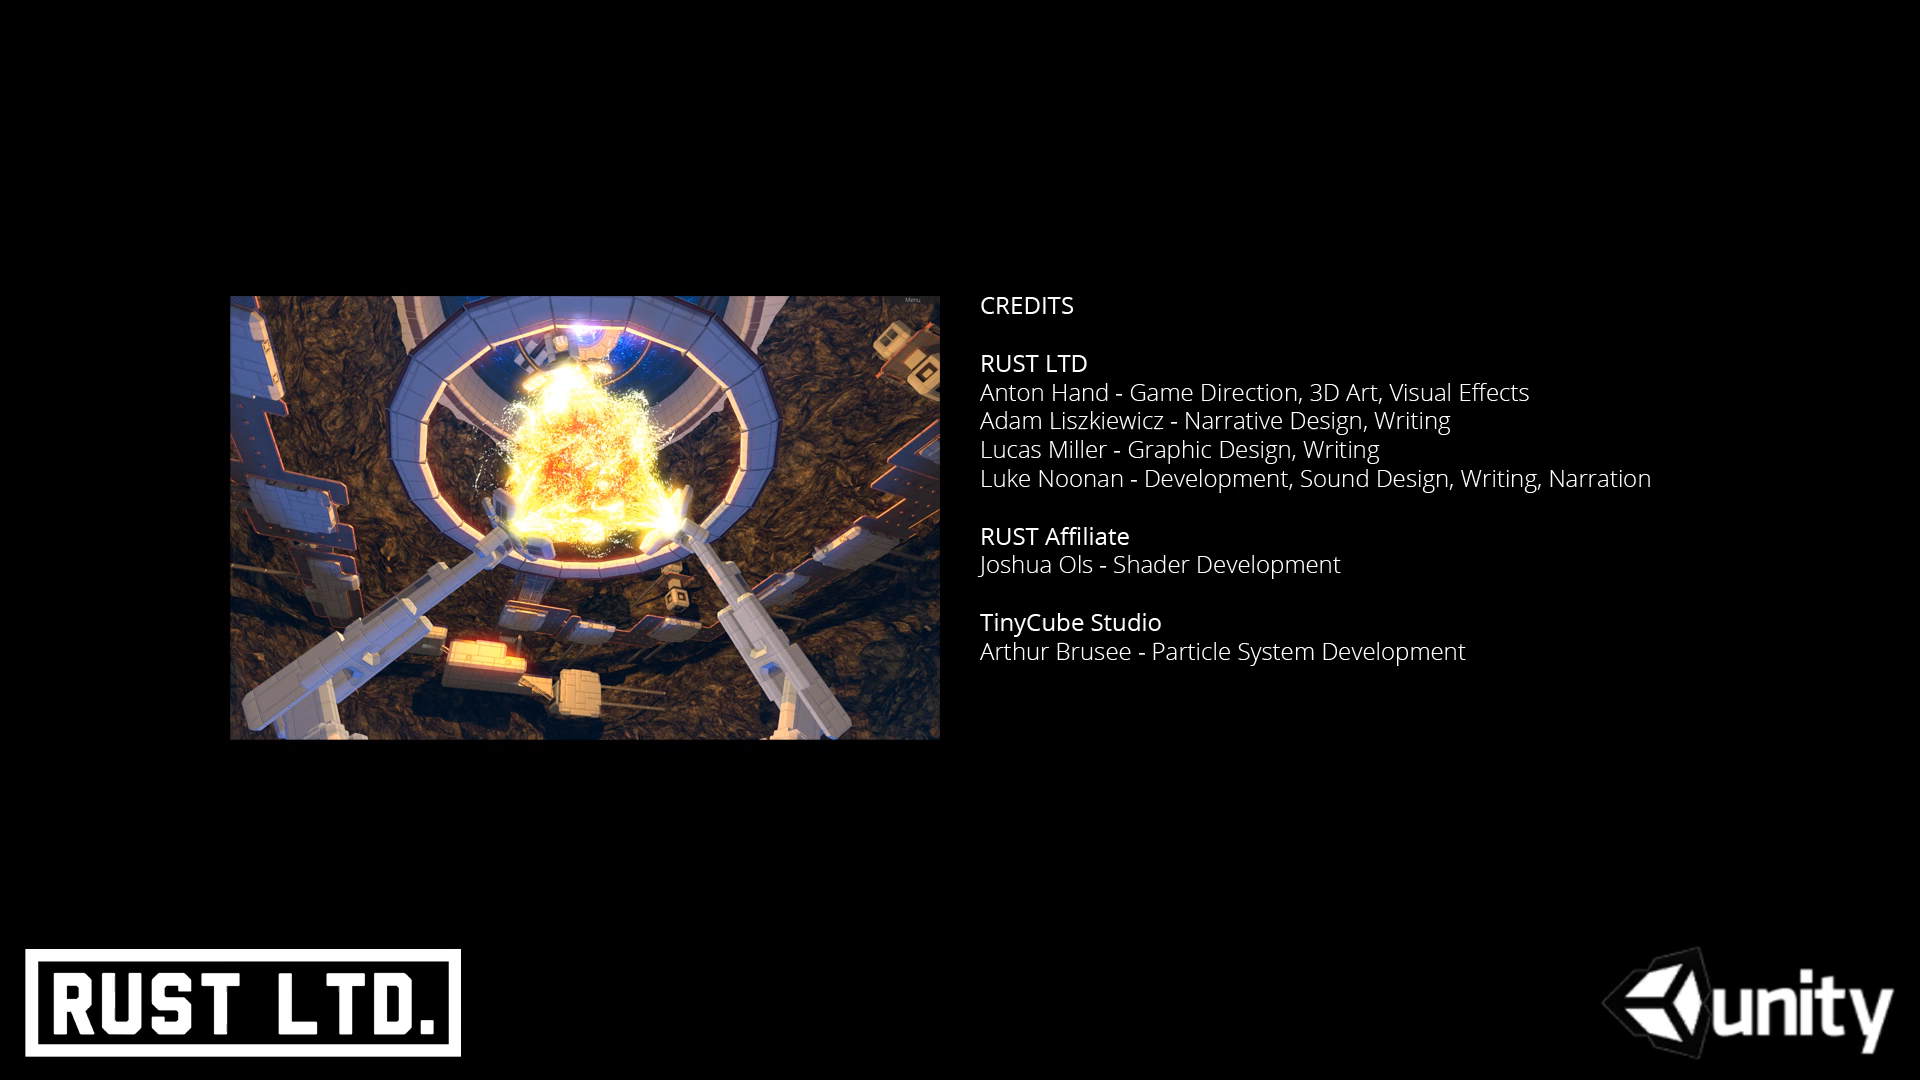 Menu
CREDITS
RUST LTD
Anton Hand - Game Direction, 3D Art, Visual Effects
Adam Liszkiewicz - Narrative Design, Writing
Lucas Miller - Graphic Design, Writing
Luke Noonan - Development, Sound Design, Writing, Narration
RUST Affiliate
Joshua Ols - Shader Development
TinyCube Studio
Arthur Brusee - Particle System Development
RUST LTD.
unity